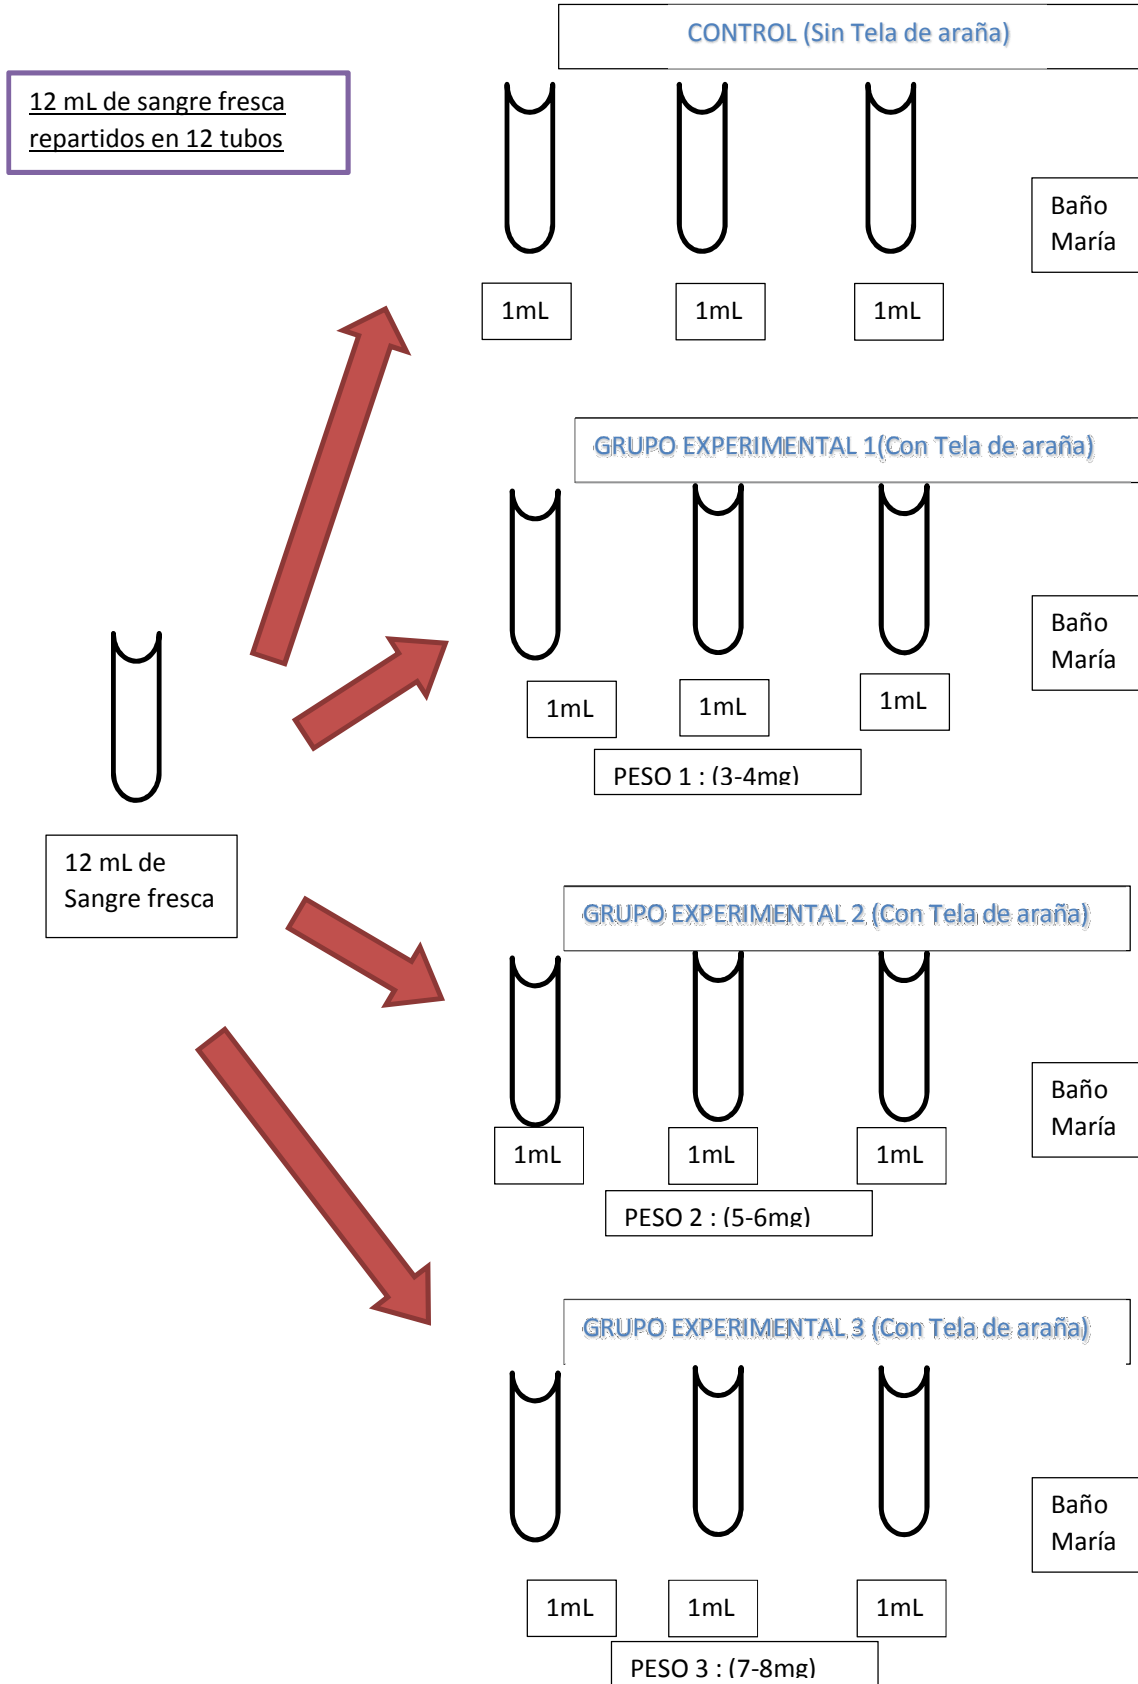 CONTROL (Sin Tela de araña)
12 mL de sangre fresca
repartidos en 12 tubos
Baño
María
1mL
1mL
1mL
GRUPO EXPERIMENTAL 1(Con Tela de araña)
Baño
María
1mL
1mL
1mL
PESO 1 : (3-4mg)
12 mL de
Sangre fresca
GRUPO EXPERIMENTAL 2 (Con Tela de araña)
Baño
María
1mL
1mL
1mL
PESO 2 : (5-6mg)
GRUPO EXPERIMENTAL 3 (Con Tela de araña)
Baño
María
1mL
1mL
1mL
PESO 3 : (7-8mg)